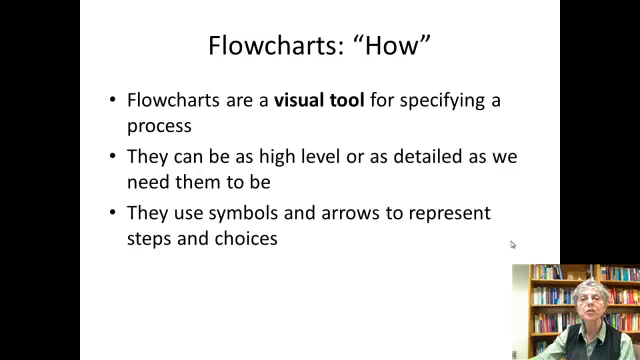 Flowcharts: “How”
• Flowcharts are a visual tool for specifying a
process
• They can be as high level or as detailed as we
need them to be
• They use symbols and arrows to represent
steps and choices